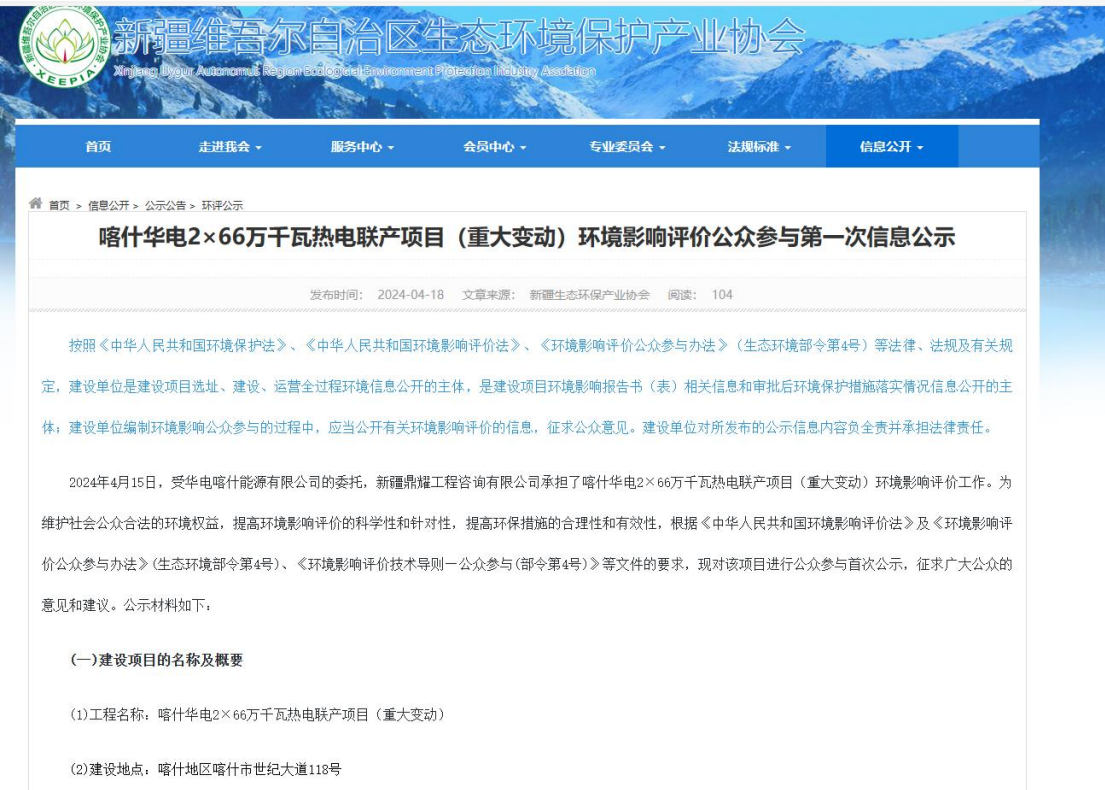 新疆维吾尔自治区生态环境保护产业协会
XEEPIA
Xinjiang Uygur Autonomus Region Ecological Environment Protection Industry Assciation
首页 走进我会 服务中心 会员中心 专业委员会 法规标准 信息公开
首页 > 信息公开 > 公示公告 > 环评公示
喀什华电2×66万千瓦热电联产项目（重大变动）环境影响评价公众参与第一次信息公示
发布时间： 2024-04-18 文章来源： 新疆生态环保产业协会 阅读： 104
按照《中华人民共和国环境保护法》、《中华人民共和国环境影响评价法》、《环境影响评价公众参与办法》（生态环境部令第4号）等法律、法规及有关规
定，建设单位是建设项目选址、建设、运营全过程环境信息公开的主体，是建设项目环境影响报告书（表）相关信息和审批后环境保护措施落实情况信息公开的主
体；建设单位编制环境影响公众参与的过程中，应当公开有关环境影响评价的信息，征求公众意见。建设单位对所发布的公示信息内容负全责并承担法律责任。
2024年4月15日，受华电喀什能源有限公司的委托，新疆鼎耀工程咨询有限公司承担了喀什华电2×66万千瓦热电联产项目（重大变动）环境影响评价工作。为
维护社会公众合法的环境权益，提高环境影响评价的科学性和针对性，提高环保措施的合理性和有效性，根据《中华人民共和国环境影响评价法》及《环境影响评
价公众参与办法》(生态环境部令第4号)、《环境影响评价技术导则—公众参与(部令第4号)》等文件的要求，现对该项目进行公众参与首次公示，征求广大公众的
意见和建议。公示材料如下：
(一)建设项目的名称及概要
(1)工程名称：喀什华电2×66万千瓦热电联产项目（重大变动）
(2)建设地点：喀什地区喀什市世纪大道118号